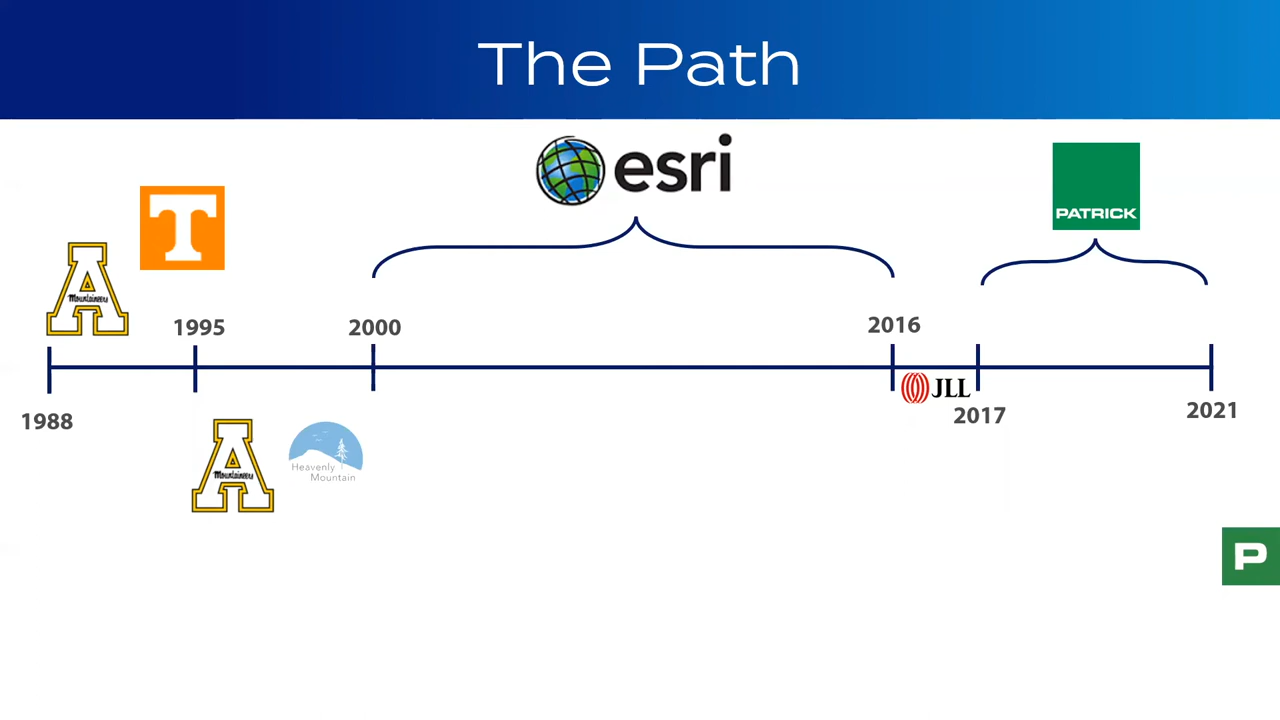 The Path
esri
PATRICK
T
A
Mountaineers
1995
2000
2016
JLL
1988
2017
2021
A
Mountaineers
Heavenly
Mountain
P